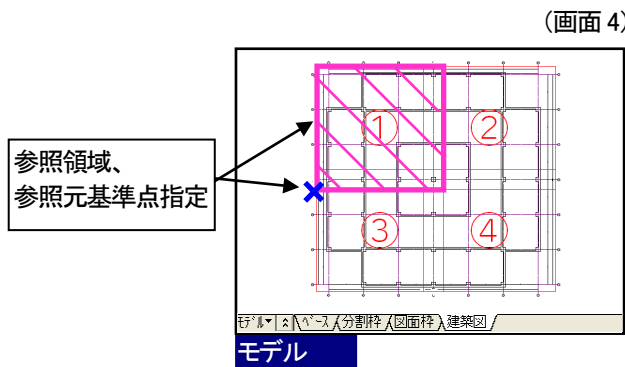 (画面 4)
① ②
参照領域、
参照元基準点指定
③ ④
ﾓﾃﾞﾙ ﾍﾞｰｽ 分割枠 図面枠 建築図
モデル